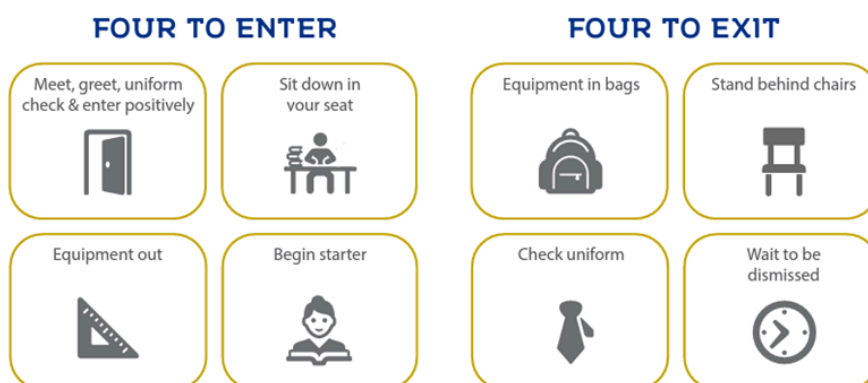 FOUR TO ENTER
Meet, greet, uniform
check & enter positively
Sit down in
your seat
Equipment out
Begin starter
FOUR TO EXIT
Equipment in bags
Stand behind chairs
Check uniform
Wait to be
dismissed